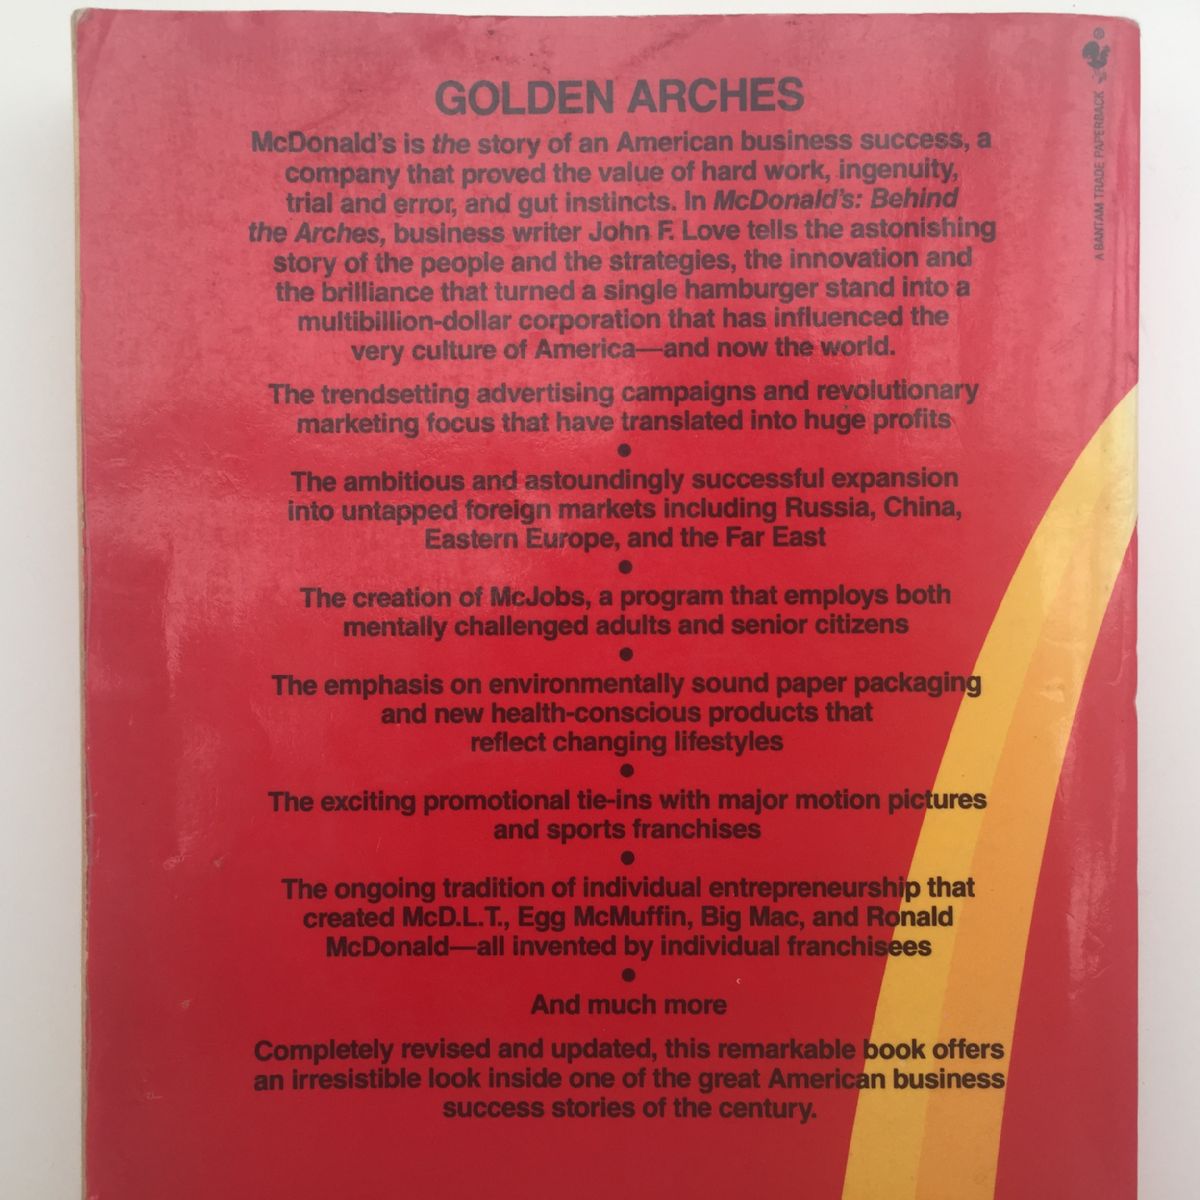 GOLDEN ARCHES
McDonald's is the story of an American business success, a
company that proved the value of hard work, ingenuity,
trial and error, and gut instincts. In McDonald's: Behind
the Arches, business writer John F. Love tells the astonishing
story of the people and the strategies, the innovation and
the brilliance that turned a single hamburger stand into a
multibillion-dollar corporation that has influenced the
very culture of America—and now the world.
The trendsetting advertising campaigns and revolutionary
marketing focus that have translated into huge profits
•
The ambitious and astoundingly successful expansion
into untapped foreign markets including Russia, China,
Eastern Europe, and the Far East
•
The creation of McJobs, a program that employs both
mentally challenged adults and senior citizens
•
The emphasis on environmentally sound paper packaging
and new health-conscious products that
reflect changing lifestyles
•
The exciting promotional tie-ins with major motion pictures
and sports franchises
•
The ongoing tradition of individual entrepreneurship that
created McD.L.T., Egg McMuffin, Big Mac, and Ronald
McDonald—all invented by individual franchisees
•
And much more
Completely revised and updated, this remarkable book offers
an irresistible look inside one of the great American business
success stories of the century.
A BANTAM TRADE PAPERBACK ®